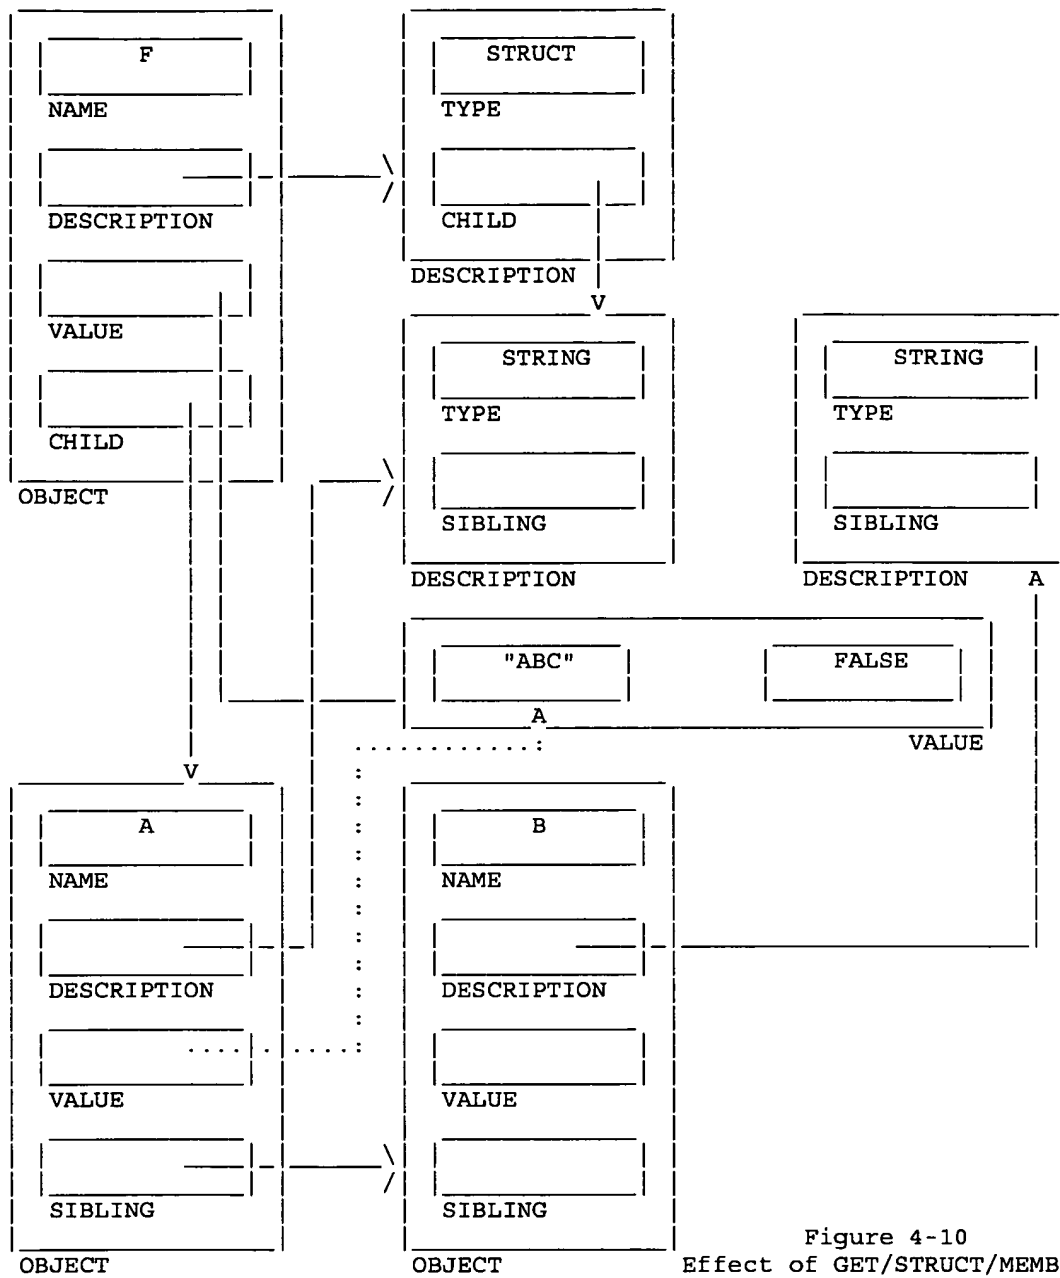 F
NAME
DESCRIPTION
VALUE
CHILD
OBJECT
STRUCT
TYPE
CHILD
DESCRIPTION
V
STRING
TYPE
SIBLING
DESCRIPTION
STRING
TYPE
SIBLING
DESCRIPTION A
"ABC" FALSE
A
VALUE
V
A
NAME
DESCRIPTION
VALUE
SIBLING
OBJECT
B
NAME
DESCRIPTION
VALUE
SIBLING
OBJECT
Figure 4-10
Effect of GET/STRUCT/MEMB